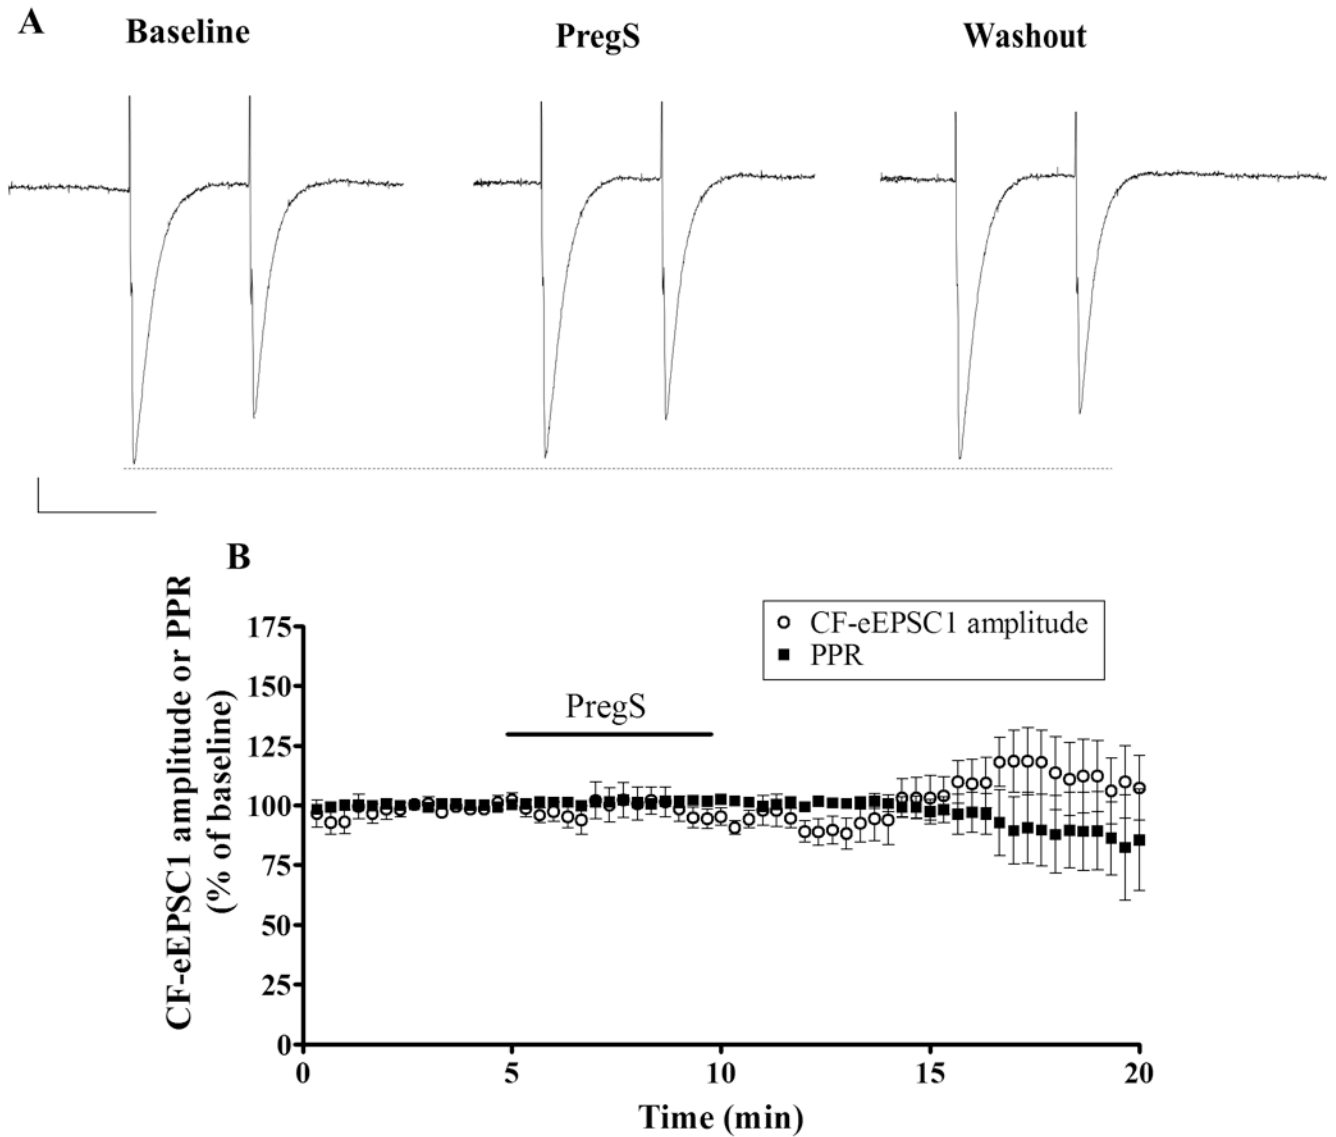 A
Baseline
PregS
Washout
B
CF-eEPSC1 amplitude or PPR
(% of baseline)
175
150
125
100
75
50
25
0
CF-eEPSC1 amplitude
PPR
PregS
0
5
10
15
20
Time (min)